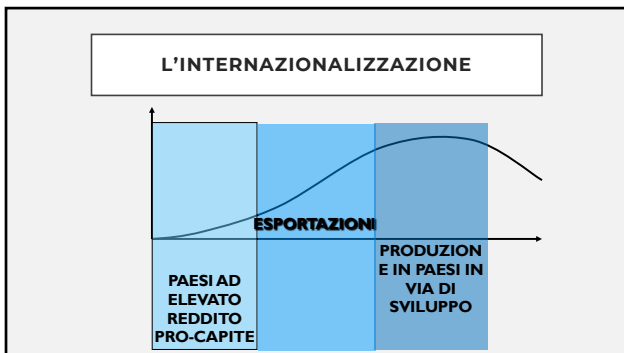 L'INTERNAZIONALIZZAZIONE
ESPORTAZIONI
PAESI AD
ELEVATO
REDDITO
PRO-CAPITE
PRODUZION
E IN PAESI IN
VIA DI
SVILUPPO